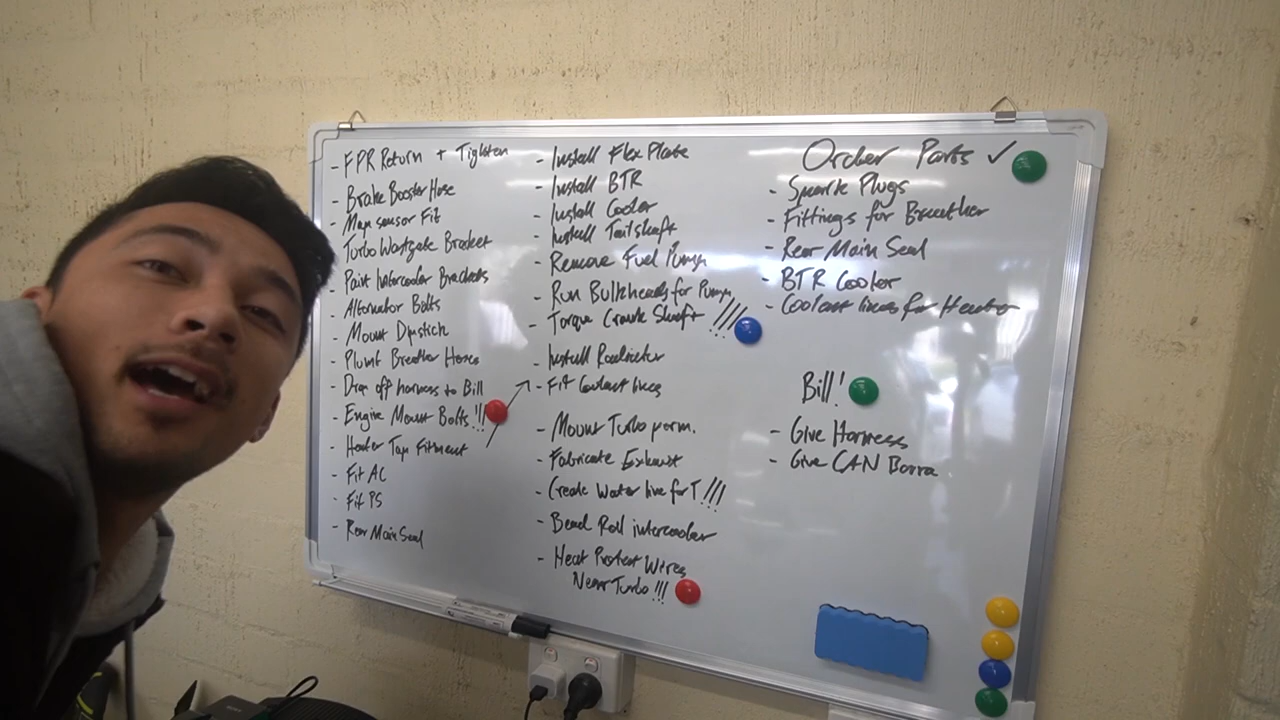 - FPR Return + Tighten
- Brake Booster Hose
- Map sensor Fit
- Turbo Wastgate Bracket
- Paint Intercooler Brackets
- Alternator Bolts
- Mount Dipstich
- Plumb Breather Hoses
- Drop off harness to Bill
- Engine Mount Bolts !!!
- Heater Tap Fitment
- Fit AC
- Fit PS
- Rear Main Seal
- Install Flex Plate
- Install BTR
- Install Cooler
- Install Tailshaft
- Remove Fuel Pump
- Run Bulkheads for Pump
- Torque Crank Shaft !!!!
- Install Radiator
- Fit Coolant lines
- Mount Turbo perm.
- Fabricate Exhaust
- Create Water line for T !!!
- Bead Roll intercooler
- Heat Protect Wires
Near Turbo !!!
Order Parts ✓
- Spark Plugs
- Fittings for Breather
- Rear Main Seal
- BTR Cooler
- Coolant lines for Heater
Bill!
- Give Harness
- Give CAN Barra
SONY